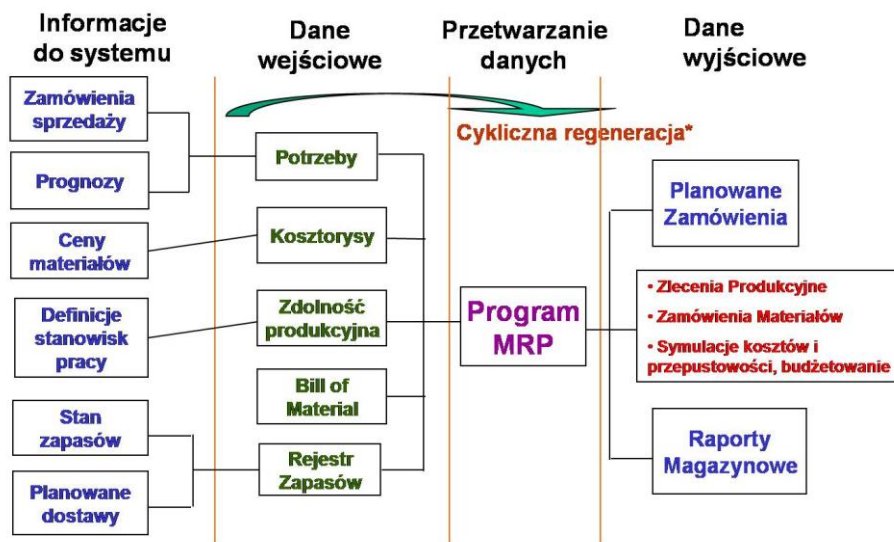 Informacje
do systemu
Dane
wejściowe
Przetwarzanie
danych
Dane
wyjściowe
Zamówienia
sprzedaży
Prognozy
Ceny
materiałów
Definicje
stanowisk
pracy
Stan
zapasów
Planowane
dostawy
Potrzeby
Kosztorysy
Zdolność
produkcyjna
Bill of
Material
Rejestr
Zapasów
Cykliczna regeneracja*
Program
MRP
Planowane
Zamówienia
• Zlecenia Produkcyjne
• Zamówienia Materiałów
• Symulacje kosztów i
przepustowości, budżetowanie
Raporty
Magazynowe